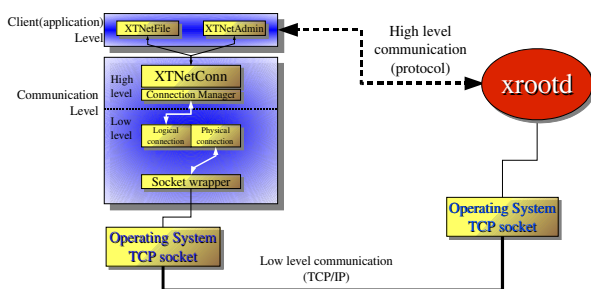 Client(application)
Level
XTNetFile
XTNetAdmin
High level
communication
(protocol)
xrootd
Communication
Level
High
level
XTNetConn
Connection Manager
Low
level
Logical
connection
Physical
connection
Socket wrapper
Operating System
TCP socket
Operating System
TCP socket
Low level communication
(TCP/IP)